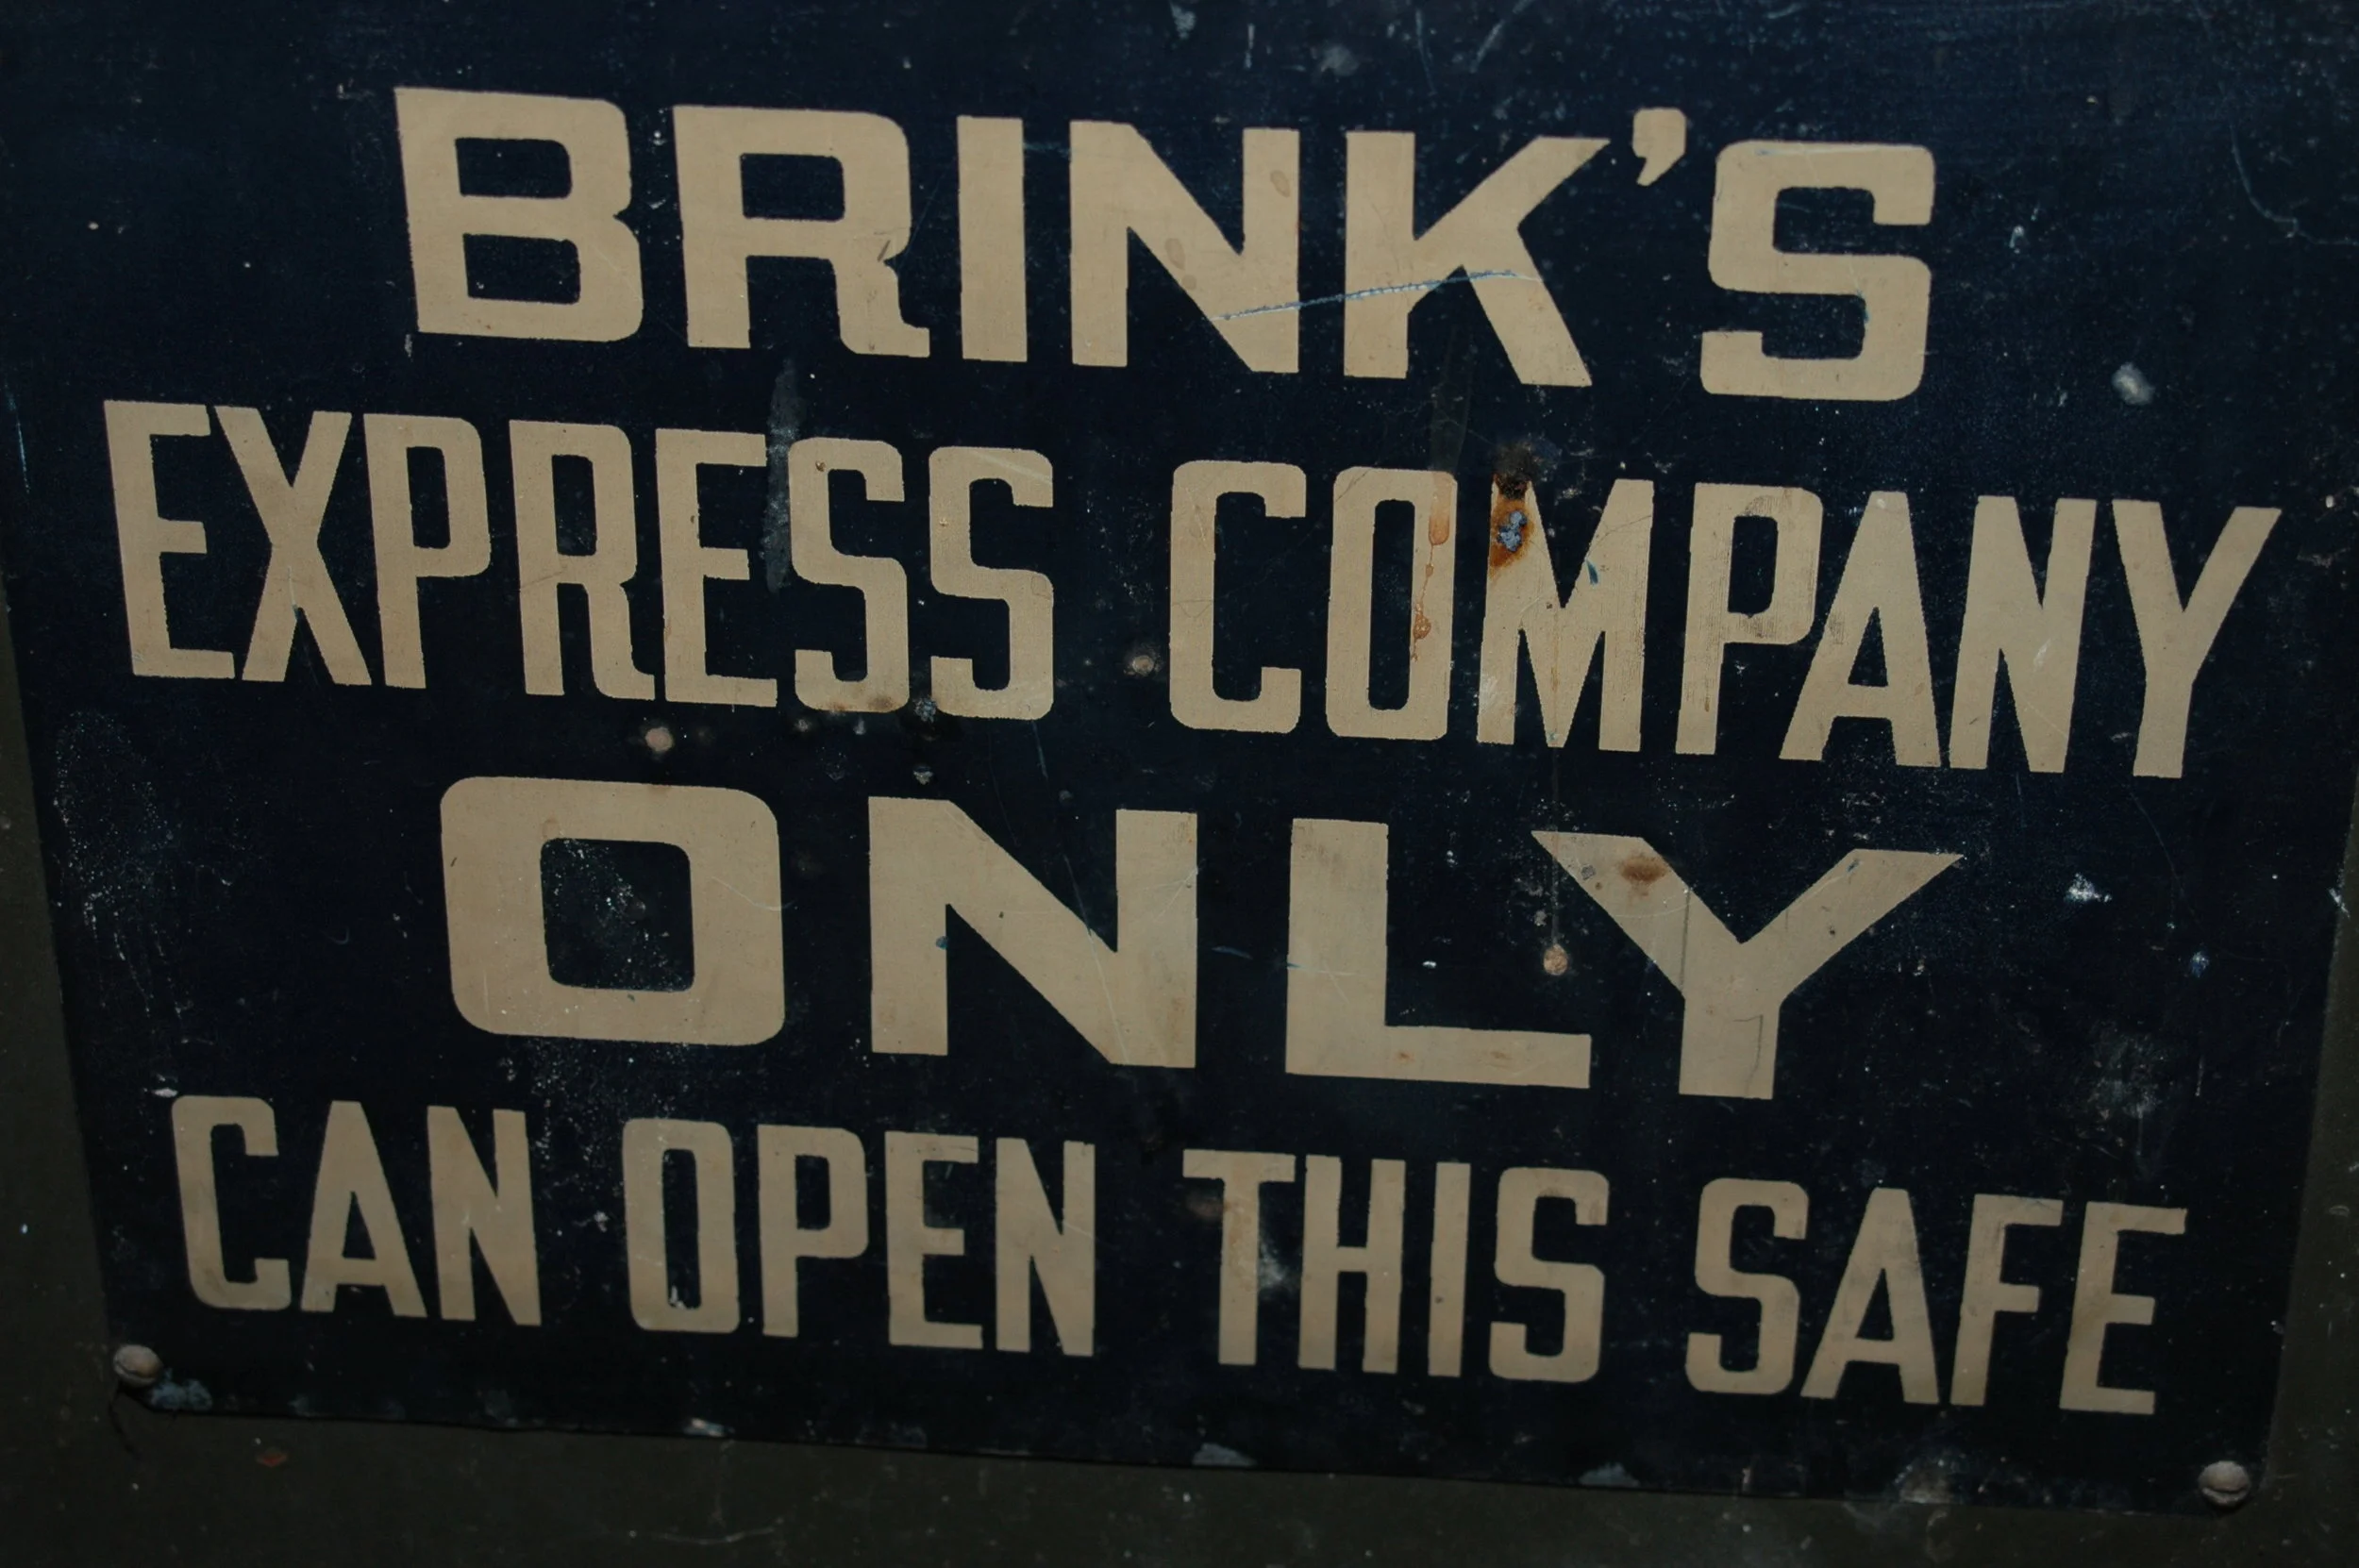 BRINK'S
EXPRESS COMPANY
ONLY
CAN OPEN THIS SAFE